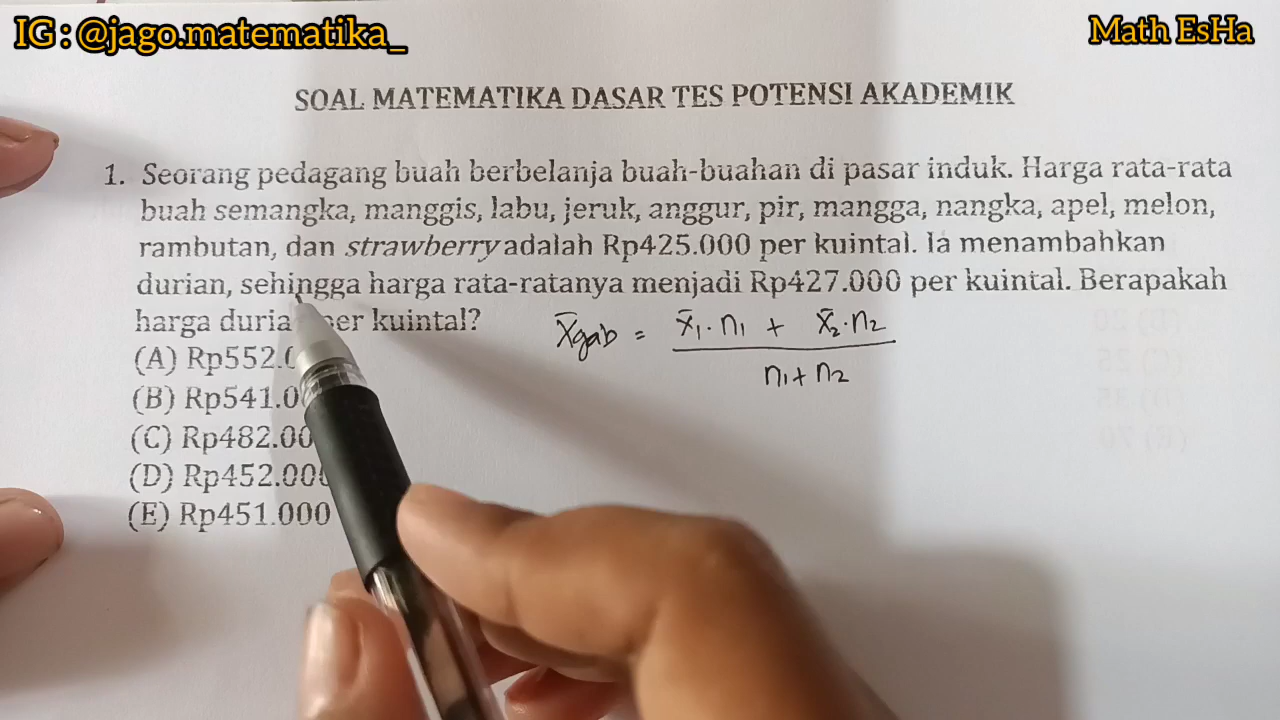 IG : @jago.matematika_
Math EsHa
SOAL MATEMATIKA DASAR TES POTENSI AKADEMIK
1. Seorang pedagang buah berbelanja buah-buahan di pasar induk. Harga rata-rata
buah semangka, manggis, labu, jeruk, anggur, pir, mangga, nangka, apel, melon,
rambutan, dan strawberry adalah Rp425.000 per kuintal. Ia menambahkan
durian, sehingga harga rata-ratanya menjadi Rp427.000 per kuintal. Berapakah
harga per kuintal?
x̄gab = x̄₁.n₁ + x̄₂.n₂
n₁+n₂
(A) Rp552.
(B) Rp541.0
(C) Rp482.00
(D) Rp452.000
(E) Rp451.000